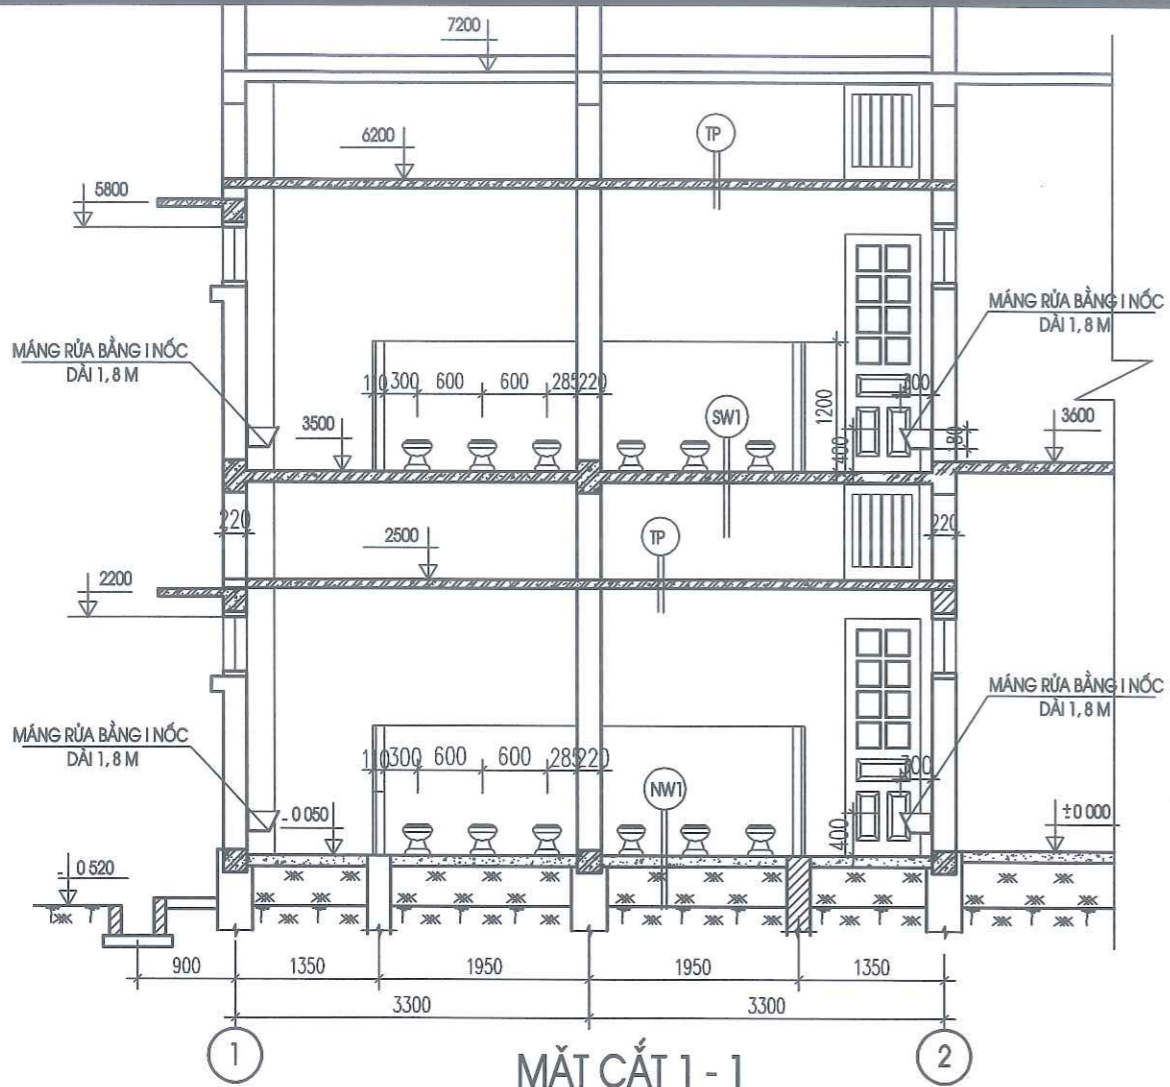 7200
6200
TP
5800
MÁNG RỬA BẰNG I NỐC
DÀI 1, 8 M
MÁNG RỬA BẰNG I NỐC
DÀI 1, 8 M
110 300 600 600 285 220
1200
SW1
3500
400
3600
220
2500
TP
220
2200
MÁNG RỬA BẰNG I NỐC
DÀI 1, 8 M
MÁNG RỬA BẰNG I NỐC
DÀI 1, 8 M
110 300 600 600 285 220
300
NW1
- 0 050
400
±0 000
- 0 520
900 1350 1950 1950 1350
3300 3300
1 2
MẶT CẮT 1 - 1